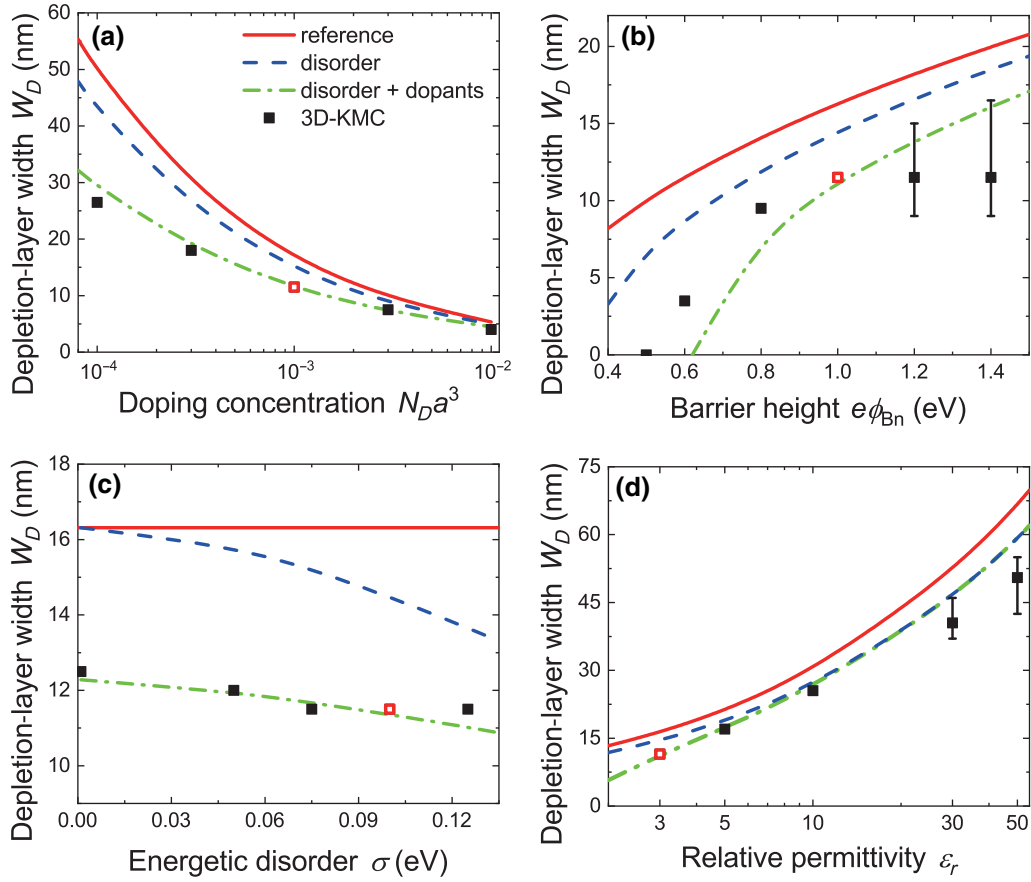 (a)
reference
disorder
disorder + dopants
3D-KMC
Depletion-layer width W_D (nm)
60
50
40
30
20
10
0
10⁻⁴
10⁻³
10⁻²
Doping concentration N_D a³
(b)
Depletion-layer width W_D (nm)
20
15
10
5
0
0.4
0.6
0.8
1.0
1.2
1.4
Barrier height eϕ_Bn (eV)
(c)
Depletion-layer width W_D (nm)
18
16
14
12
10
0.00
0.03
0.06
0.09
0.12
Energetic disorder σ (eV)
(d)
Depletion-layer width W_D (nm)
75
60
45
30
15
0
3
5
10
30
50
Relative permittivity ε_r